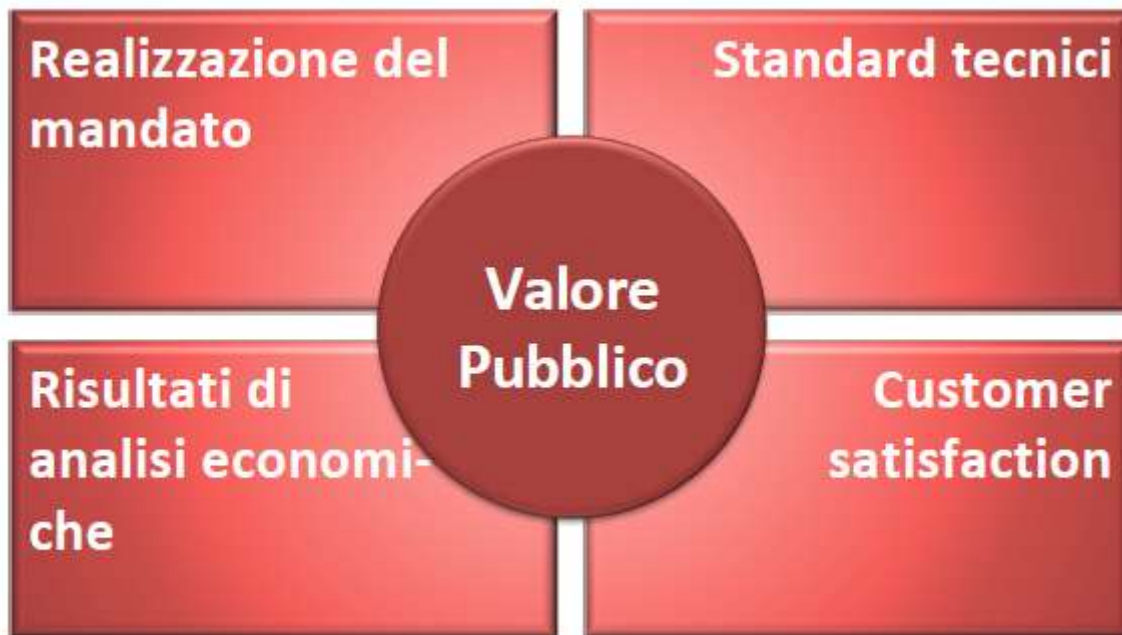 Realizzazione del
mandato
Standard tecnici
Valore
Pubblico
Risultati di
analisi economi-
che
Customer
satisfaction